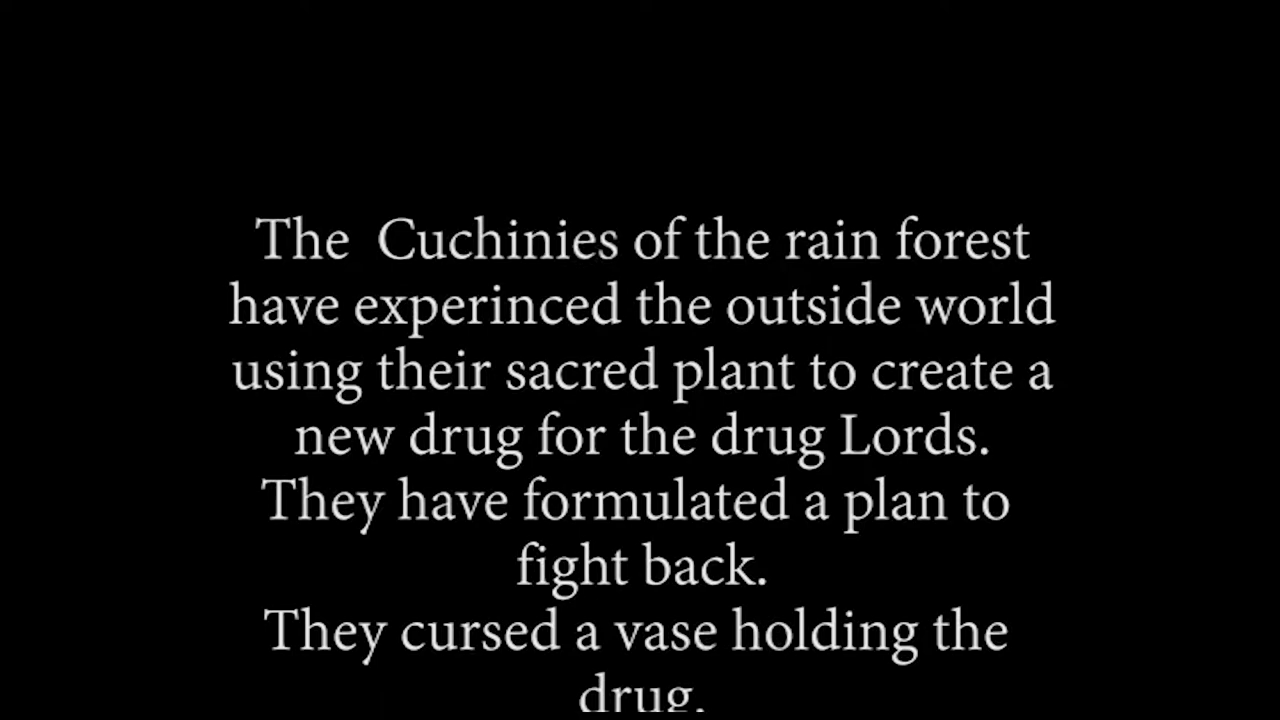 The  Cuchinies of the rain forest
have experinced the outside world
using their sacred plant to create a
new drug for the drug Lords.
They have formulated a plan to
fight back.
They cursed a vase holding the
drug.